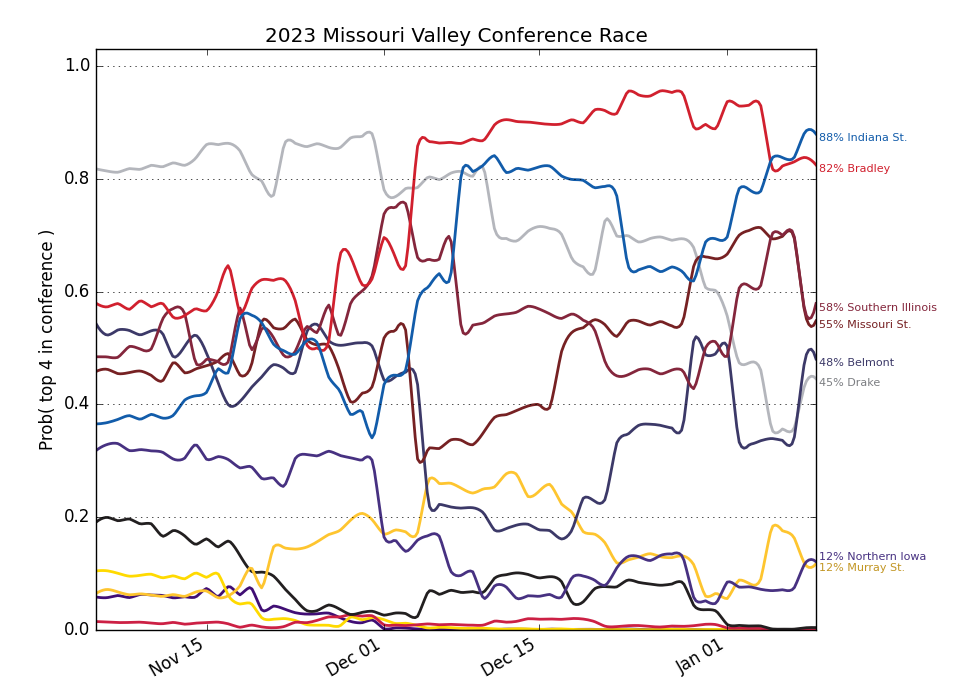 2023 Missouri Valley Conference Race
Prob( top 4 in conference )
1.0
0.8
0.6
0.4
0.2
0.0
Nov 15
Dec 01
Dec 15
Jan 01
88% Indiana St.
82% Bradley
58% Southern Illinois
55% Missouri St.
48% Belmont
45% Drake
12% Northern Iowa
12% Murray St.